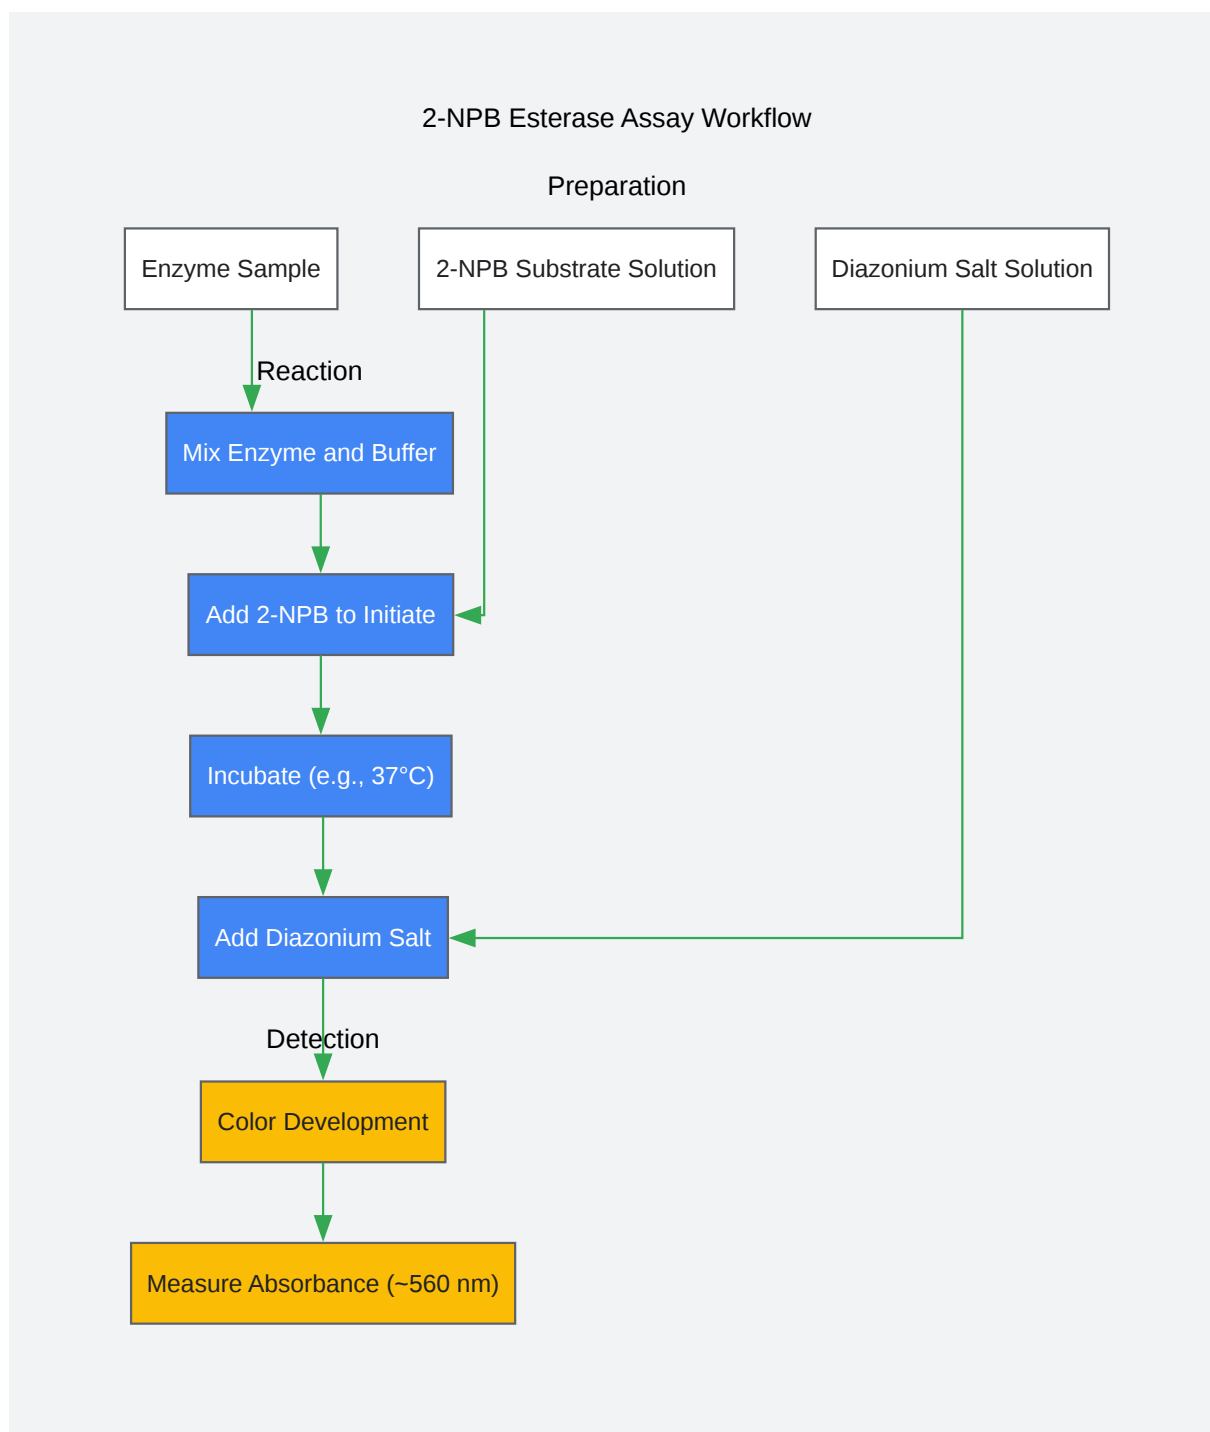 2-NPB Esterase Assay Workflow
Preparation
Enzyme Sample
2-NPB Substrate Solution
Diazonium Salt Solution
Reaction
Mix Enzyme and Buffer
Add 2-NPB to Initiate
Incubate (e.g., 37°C)
Add Diazonium Salt
Detection
Color Development
Measure Absorbance (~560 nm)